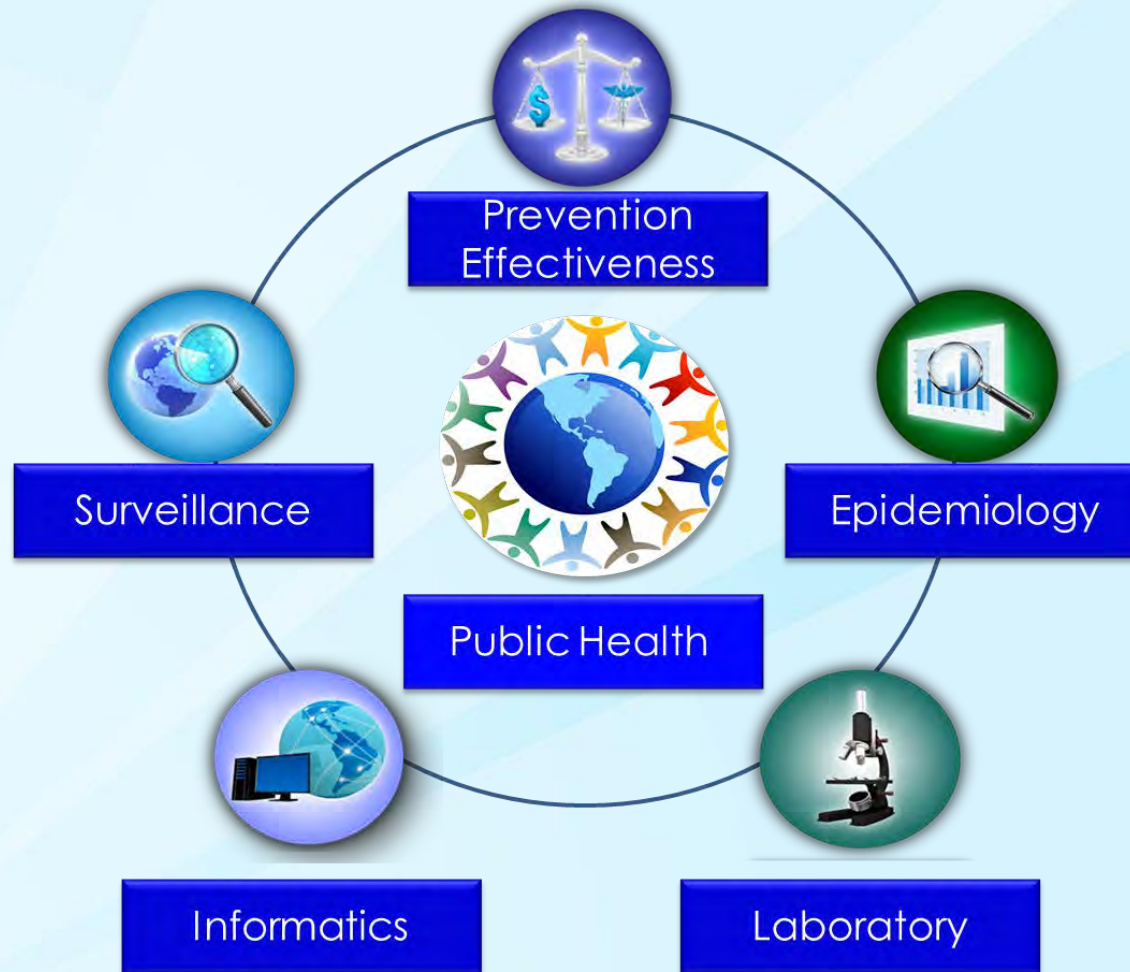 Prevention
Effectiveness
Surveillance
Epidemiology
Public Health
Informatics
Laboratory